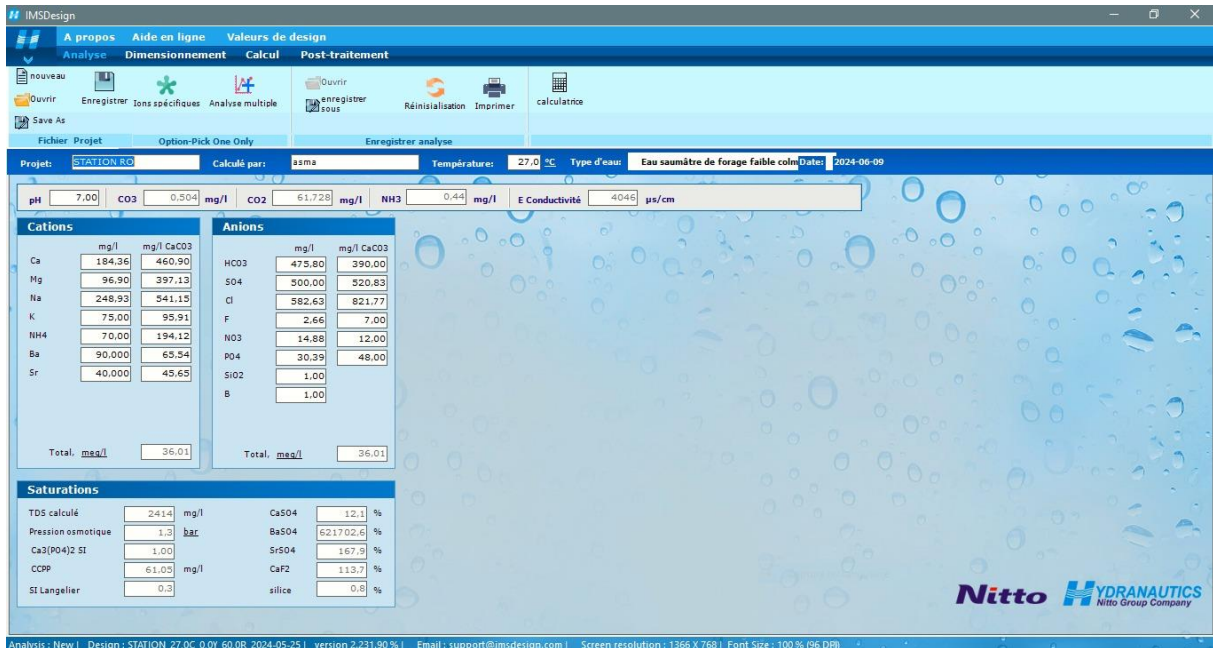 IMSDesign
A propos Aide en ligne Valeurs de design
Analyse Dimensionnement Calcul Post-traitement
nouveau
Ouvrir
Save As
Enregistrer
Ions spécifiques
Analyse multiple
Ouvrir
enregistrer sous
Réinisialisation
Imprimer
calculatrice
Fichier Projet
Option-Pick One Only
Enregistrer analyse
Projet: STATION RO Calculé par: asma Température: 27,0 °C Type d'eau: Eau saumâtre de forage faible colm Date: 2024-06-09
pH 7,00 CO3 0,504 mg/l CO2 61,728 mg/l NH3 0,44 mg/l E Conductivité 4046 µs/cm
Cations
mg/l mg/l CaCO3
Ca 184,36 460,90
Mg 96,90 397,13
Na 248,93 541,15
K 75,00 95,91
NH4 70,00 194,12
Ba 90,000 65,54
Sr 40,000 45,65
Total, meq/l 36,01
Anions
mg/l mg/l CaCO3
HCO3 475,80 390,00
SO4 500,00 520,83
Cl 582,63 821,77
F 2,66 7,00
NO3 14,88 12,00
PO4 30,39 48,00
SiO2 1,00
B 1,00
Total, meq/l 36,01
Saturations
TDS calculé 2414 mg/l CaSO4 12,1 %
Pression osmotique 1,3 bar BaSO4 621702,6 %
Ca3(PO4)2 SI 1,00 SrSO4 167,9 %
CCPP 61,05 mg/l CaF2 113,7 %
SI Langelier 0,3 silice 0,8 %
Nitto HYDRANAUTICS
Nitto Group Company
Analysis : New | Design : STATION_27.0C_0.0Y_60.0R_2024-05-25 | version 2.231.90 % | Email : support@imsdesign.com | Screen resolution : 1366 X 768 | Font Size : 100 % (96 DPI)